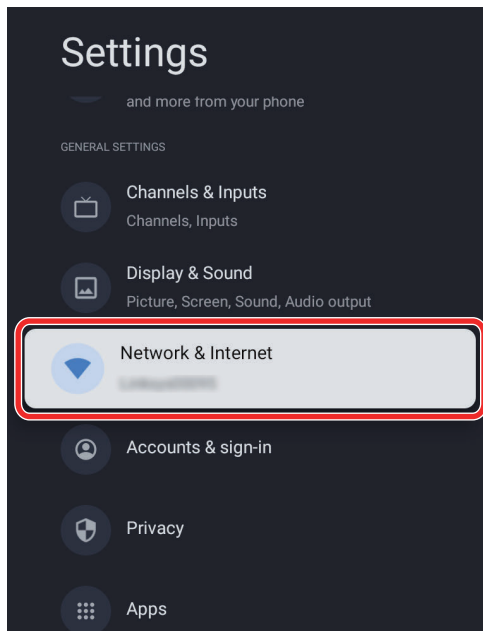 Settings
and more from your phone
GENERAL SETTINGS
Channels & Inputs
Channels, Inputs
Display & Sound
Picture, Screen, Sound, Audio output
Network & Internet
Accounts & sign-in
Privacy
Apps